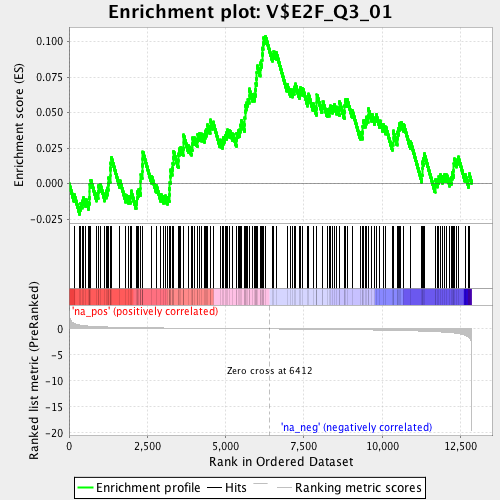 Enrichment plot: V$E2F_Q3_01
Enrichment score (ES)
0.100
0.075
0.050
0.025
0.000
-0.025
'na_pos' (positively correlated)
Ranked list metric (PreRanked)
0
-5
-10
-15
-20
Zero cross at 6412
'na_neg' (negatively correlated)
0
2,500
5,000
7,500
10,000
12,500
Rank in Ordered Dataset
Enrichment profile
Hits
Ranking metric scores